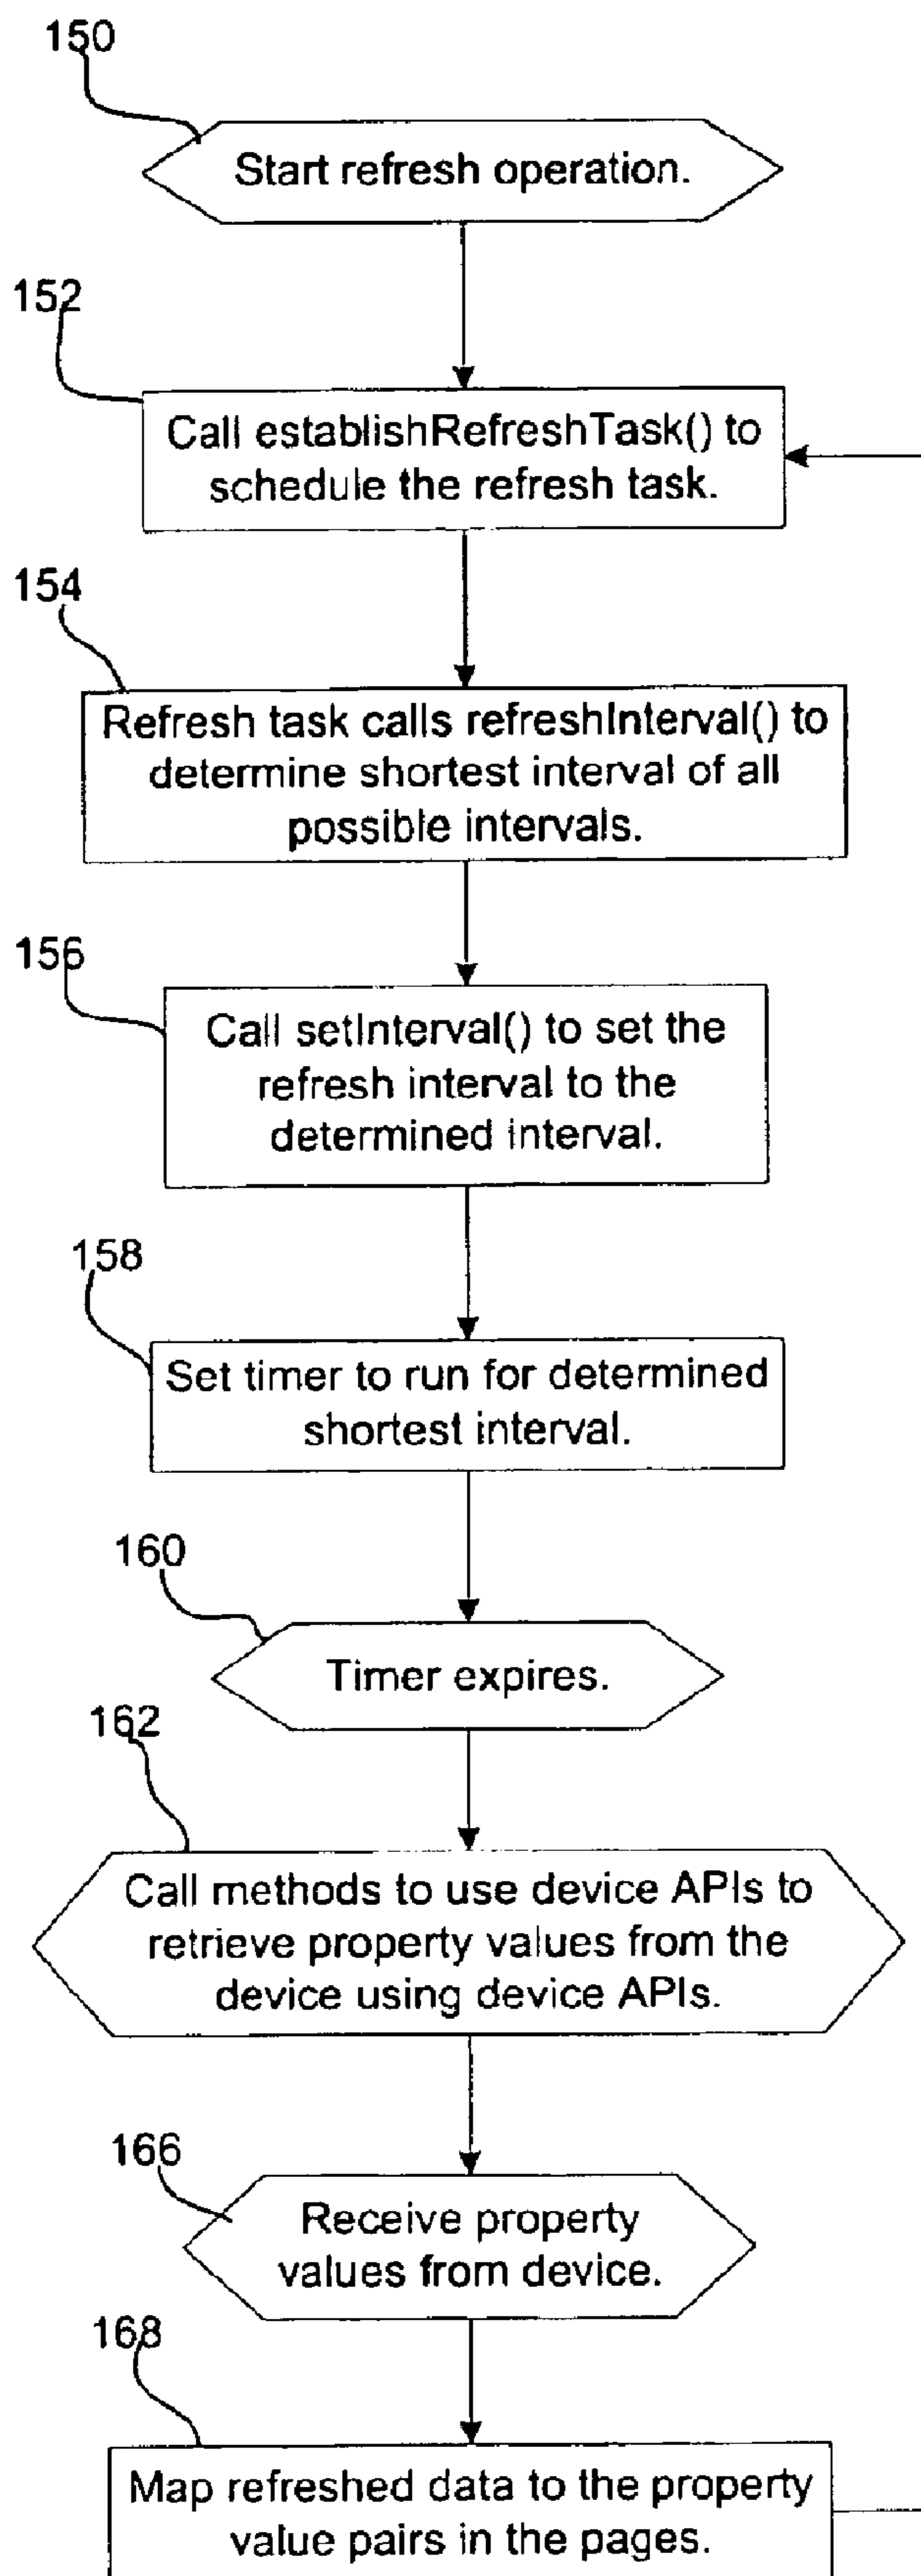 150
Start refresh operation.
152
Call establishRefreshTask() to
schedule the refresh task.
154
Refresh task calls refreshInterval() to
determine shortest interval of all
possible intervals.
156
Call setInterval() to set the
refresh interval to the
determined interval.
158
Set timer to run for determined
shortest interval.
160
Timer expires.
162
Call methods to use device APIs to
retrieve property values from the
device using device APIs.
166
Receive property
values from device.
168
Map refreshed data to the property
value pairs in the pages.